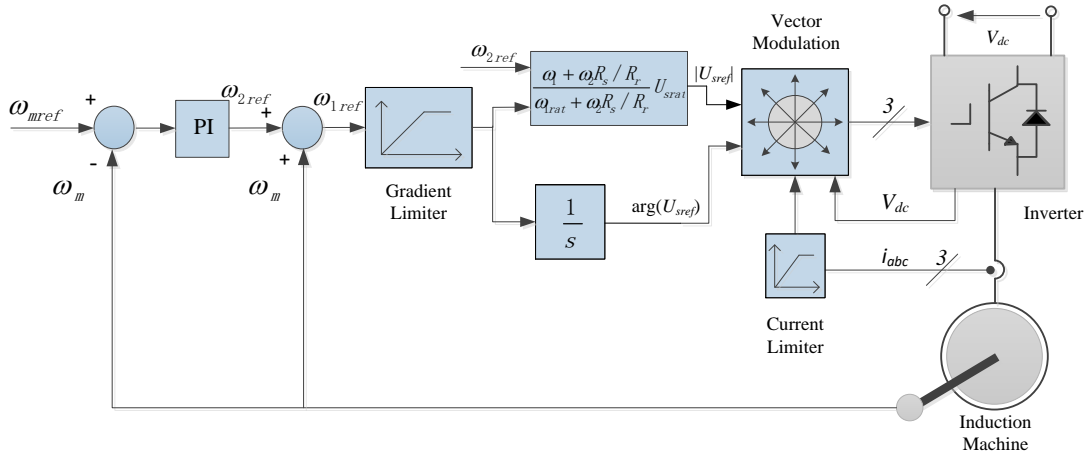 V_dc
Vector
Modulation
ω_2ref
ω_1 + ω_2R_s / R_r
ω_1rat + ω_2R_s / R_r
U_srat
|U_sref|
ω_mref
+
-
ω_m
PI
ω_2ref
+
+
ω_m
ω_1ref
Gradient
Limiter
1
s
arg(U_sref)
3
V_dc
Inverter
i_abc
3
Current
Limiter
Induction
Machine